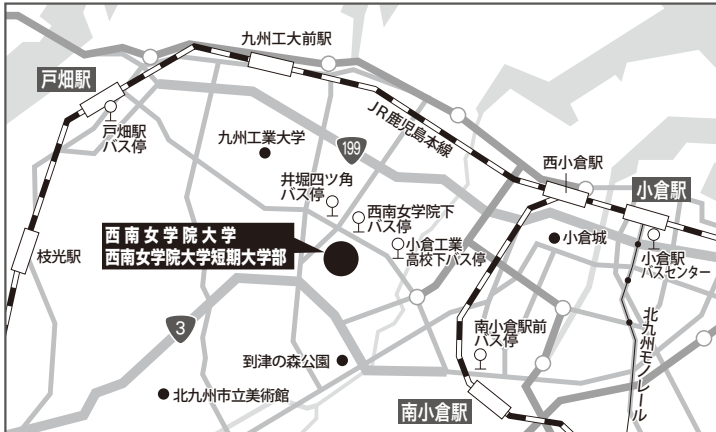 九州工大前駅
戸畑駅
戸畑駅
バス停
JR鹿児島本線
九州工業大学
199
井堀四ツ角
バス停
西小倉駅
小倉駅
西南女学院下
バス停
西南女学院大学
西南女学院大学短期大学部
小倉工業
高校下バス停
小倉城
小倉駅
バスセンター
枝光駅
3
南小倉駅前
バス停
北九州モノレール
到津の森公園
北九州市立美術館
南小倉駅